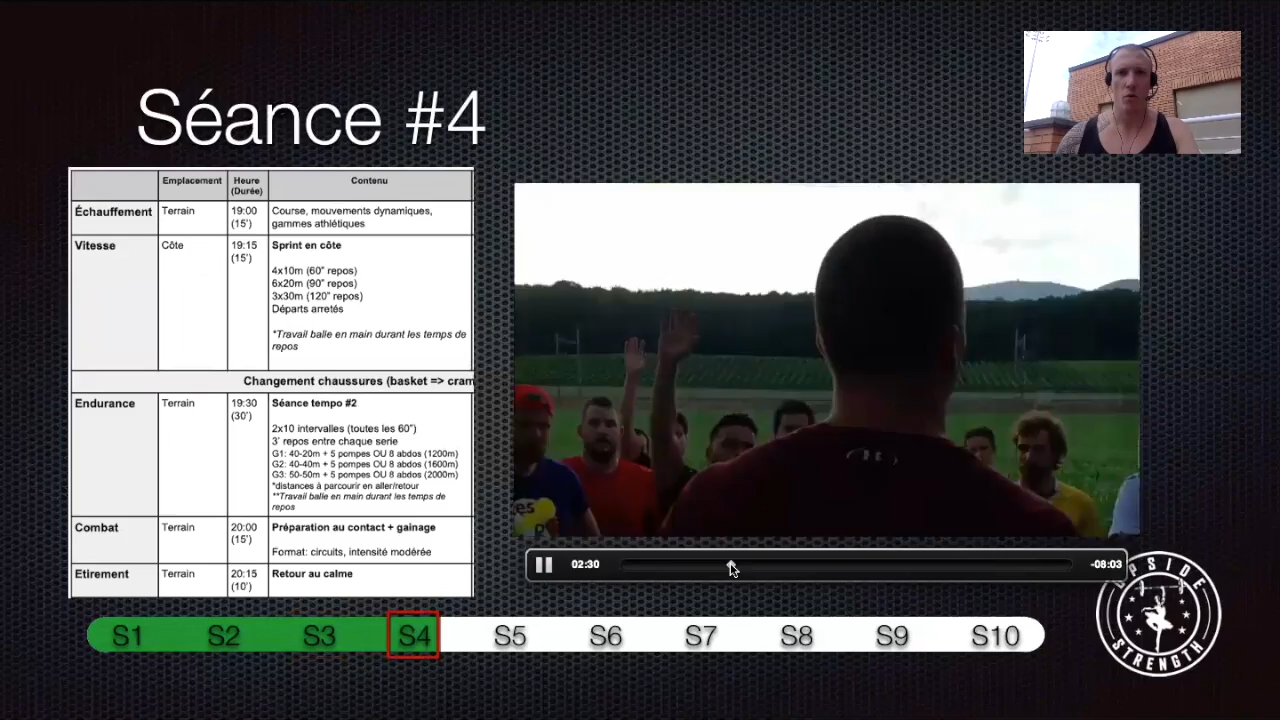 Séance #4
Emplacement
Heure
(Durée)
Contenu
Échauffement
Terrain
19:00
(15')
Course, mouvements dynamiques,
gammes athlétiques
Vitesse
Côte
19:15
(15')
Sprint en côte
4x10m (60" repos)
6x20m (90" repos)
3x30m (120" repos)
Départs arretés
*Travail balle en main durant les temps de
repos
Changement chaussures (basket => cram
Endurance
Terrain
19:30
(30')
Séance tempo #2
2x10 intervalles (toutes les 60")
3' repos entre chaque serie
G1: 40-20m + 5 pompes OU 8 abdos (1200m)
G2: 40-40m + 5 pompes OU 8 abdos (1600m)
G3: 50-50m + 5 pompes OU 8 abdos (2000m)
*distances à parcourir en aller/retour
**Travail balle en main durant les temps de
repos
Combat
Terrain
20:00
(15')
Préparation au contact + gainage
Format: circuits, intensité modérée
Etirement
Terrain
20:15
(10')
Retour au calme
02:30
-08:03
S1 S2 S3 S4 S5 S6 S7 S8 S9 S10
UPSIDE
STRENGTH